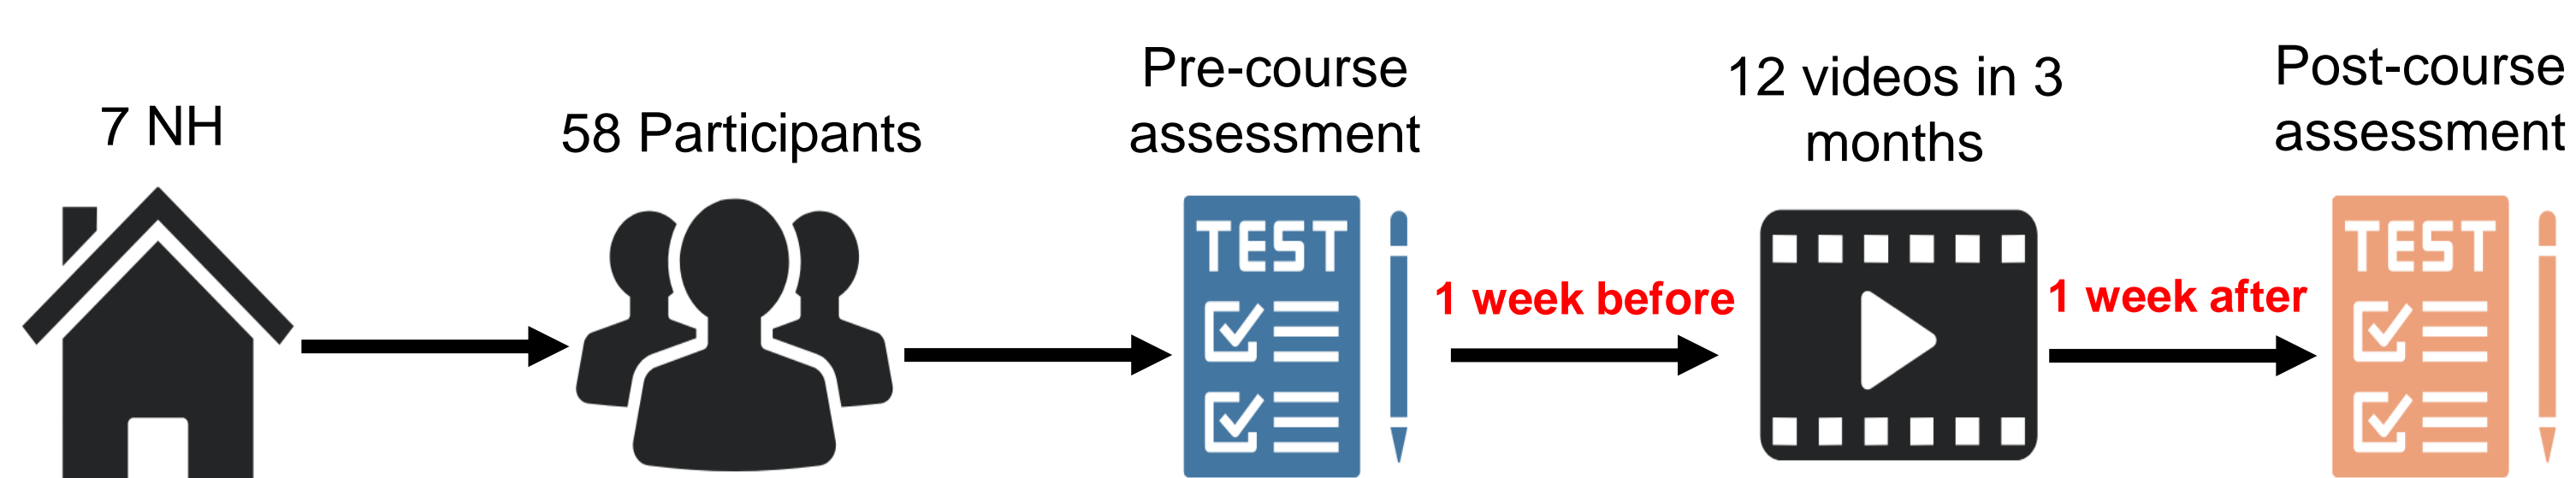 7 NH
58 Participants
Pre-course
assessment
TEST
1 week before
12 videos in 3
months
1 week after
Post-course
assessment
TEST